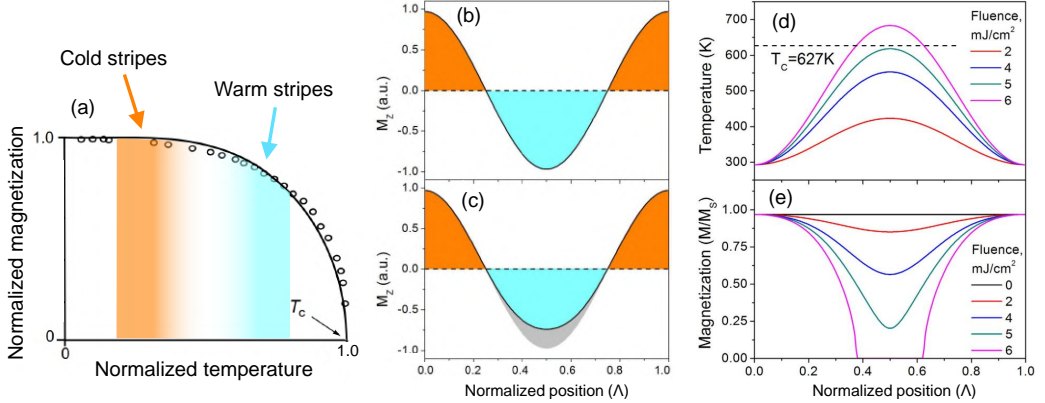 Cold stripes
Warm stripes
(a)
Normalized magnetization
1.0
0
0
1.0
T_c
Normalized temperature
(b)
M_z (a.u.)
1.0
0.5
0.0
-0.5
-1.0
(c)
M_z (a.u.)
1.0
0.5
0.0
-0.5
-1.0
0.0 0.2 0.4 0.6 0.8 1.0
Normalized position (Λ)
(d)
Temperature (K)
700
600
500
400
300
T_C=627K
Fluence,
mJ/cm²
2
4
5
6
(e)
Magnetization (M/M_S)
1.00
0.75
0.50
0.25
0.00
Fluence,
mJ/cm²
0
2
4
5
6
0.0 0.2 0.4 0.6 0.8 1.0
Normalized position (Λ)